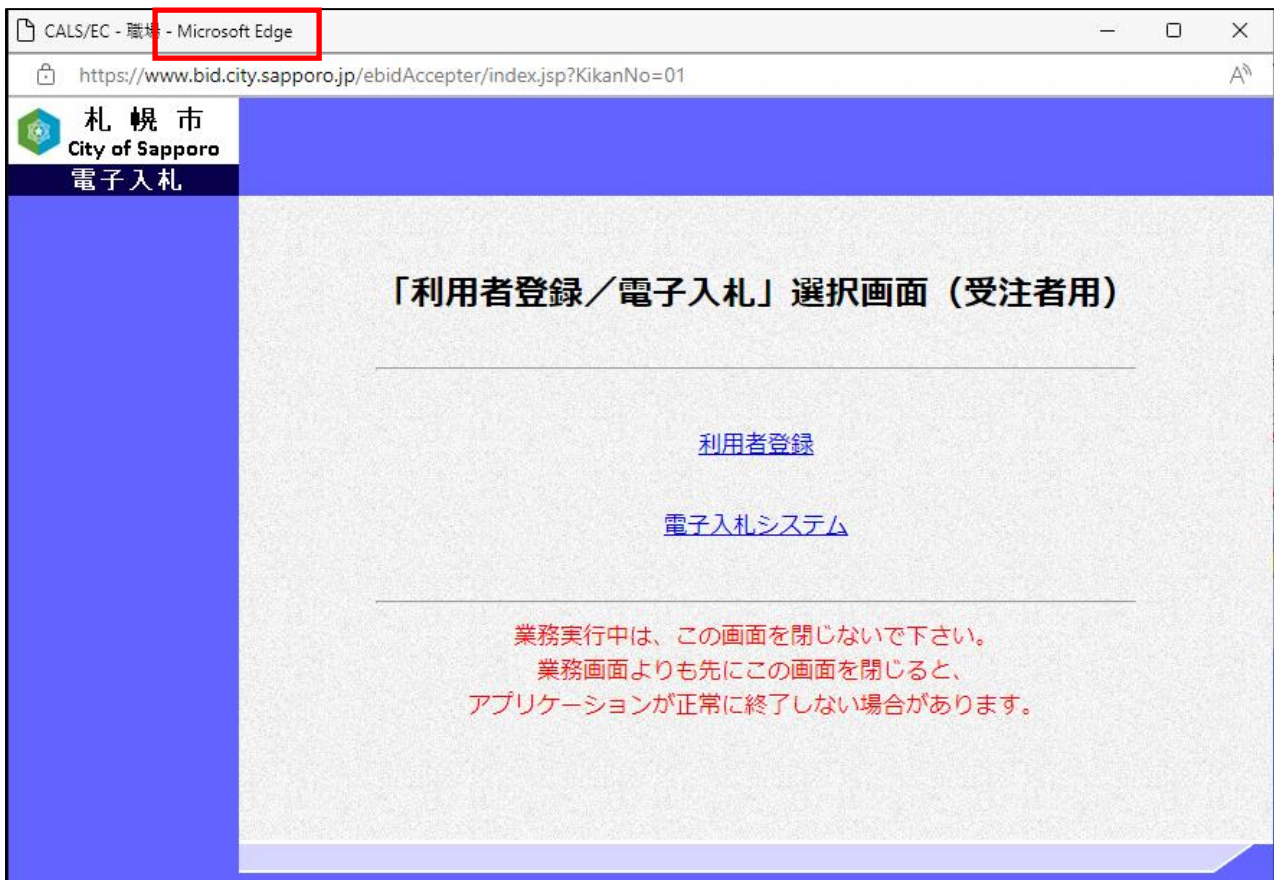 CALS/EC - 職場 - Microsoft Edge
https://www.bid.city.sapporo.jp/ebidAccepter/index.jsp?KikanNo=01
札幌市
City of Sapporo
電子入札
「利用者登録／電子入札」選択画面（受注者用）
利用者登録
電子入札システム
業務実行中は、この画面を閉じないで下さい。
業務画面よりも先にこの画面を閉じると、
アプリケーションが正常に終了しない場合があります。